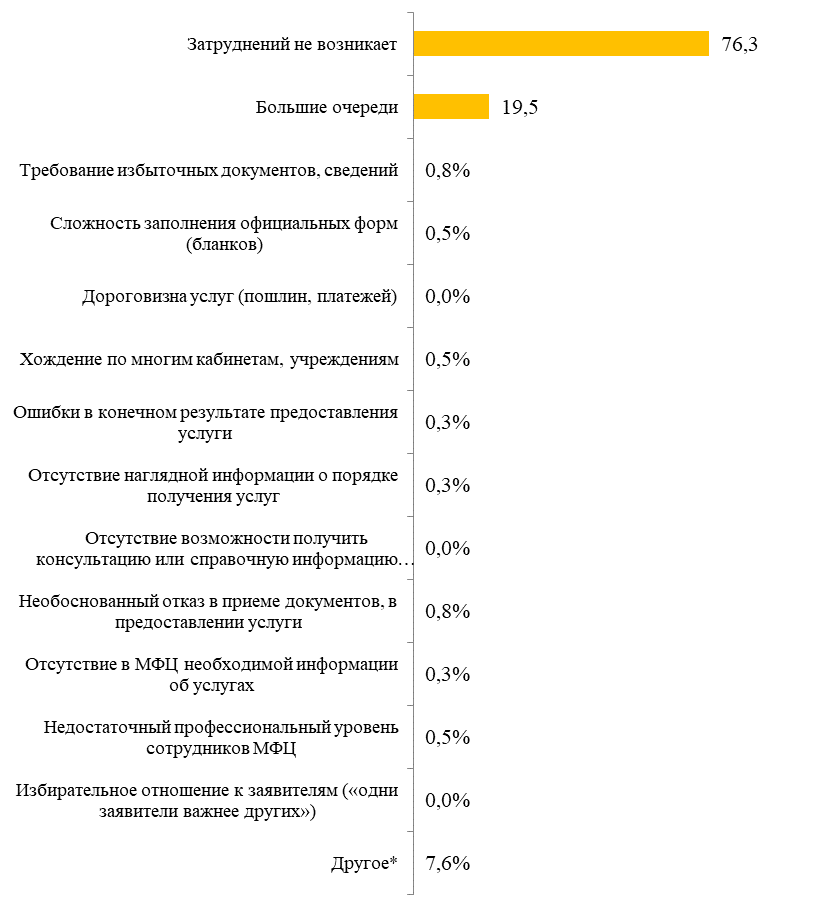 Затруднений не возникает
76,3
Большие очереди
19,5
Требование избыточных документов, сведений
0,8%
Сложность заполнения официальных форм
(бланков)
0,5%
Дороговизна услуг (пошлин, платежей)
0,0%
Хождение по многим кабинетам, учреждениям
0,5%
Ошибки в конечном результате предоставления
услуги
0,3%
Отсутствие наглядной информации о порядке
получения услуг
0,3%
Отсутствие возможности получить
консультацию или справочную информацию…
0,0%
Необоснованный отказ в приеме документов, в
предоставлении услуги
0,8%
Отсутствие в МФЦ необходимой информации
об услугах
0,3%
Недостаточный профессиональный уровень
сотрудников МФЦ
0,5%
Избирательное отношение к заявителям («одни
заявители важнее других»)
0,0%
Другое*
7,6%